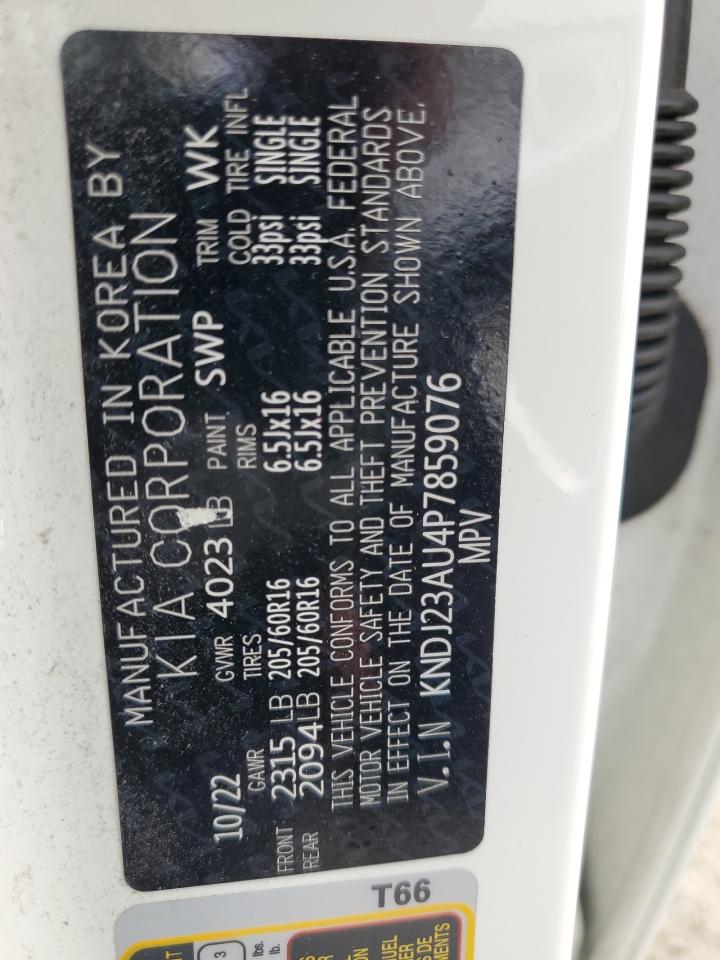 MANUFACTURED IN KOREA BY
KIA CORPORATION
10/22 GVWR 4023 LB PAINT SWP TRIM WK
GAWR TIRES RIMS COLD TIRE INFL
FRONT 2315 LB 205/60R16 6.5Jx16 33psi SINGLE
REAR 2094LB 205/60R16 6.5Jx16 33psi SINGLE
THIS VEHICLE CONFORMS TO ALL APPLICABLE U.S.A. FEDERAL
MOTOR VEHICLE SAFETY AND THEFT PREVENTION STANDARDS
IN EFFECT ON THE DATE OF MANUFACTURE SHOWN ABOVE.
V.I.N KNDJ23AU4P7859076
MPV
T66
3
lbs.
lb.